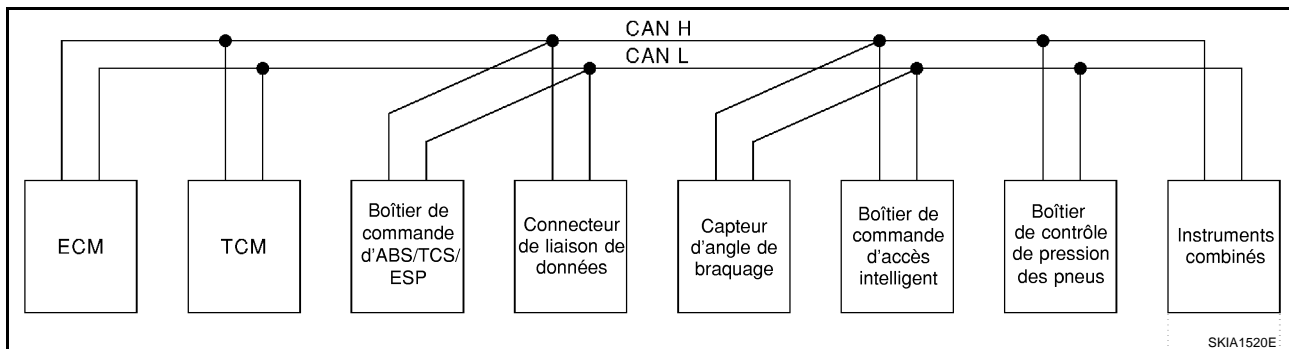 CAN H
CAN L
ECM
TCM
Boîtier de
commande
d'ABS/TCS/
ESP
Connecteur
de liaison de
données
Capteur
d'angle de
braquage
Boîtier de
commande
d'accès
intelligent
Boîtier
de contrôle
de pression
des pneus
Instruments
combinés
SKIA1520E